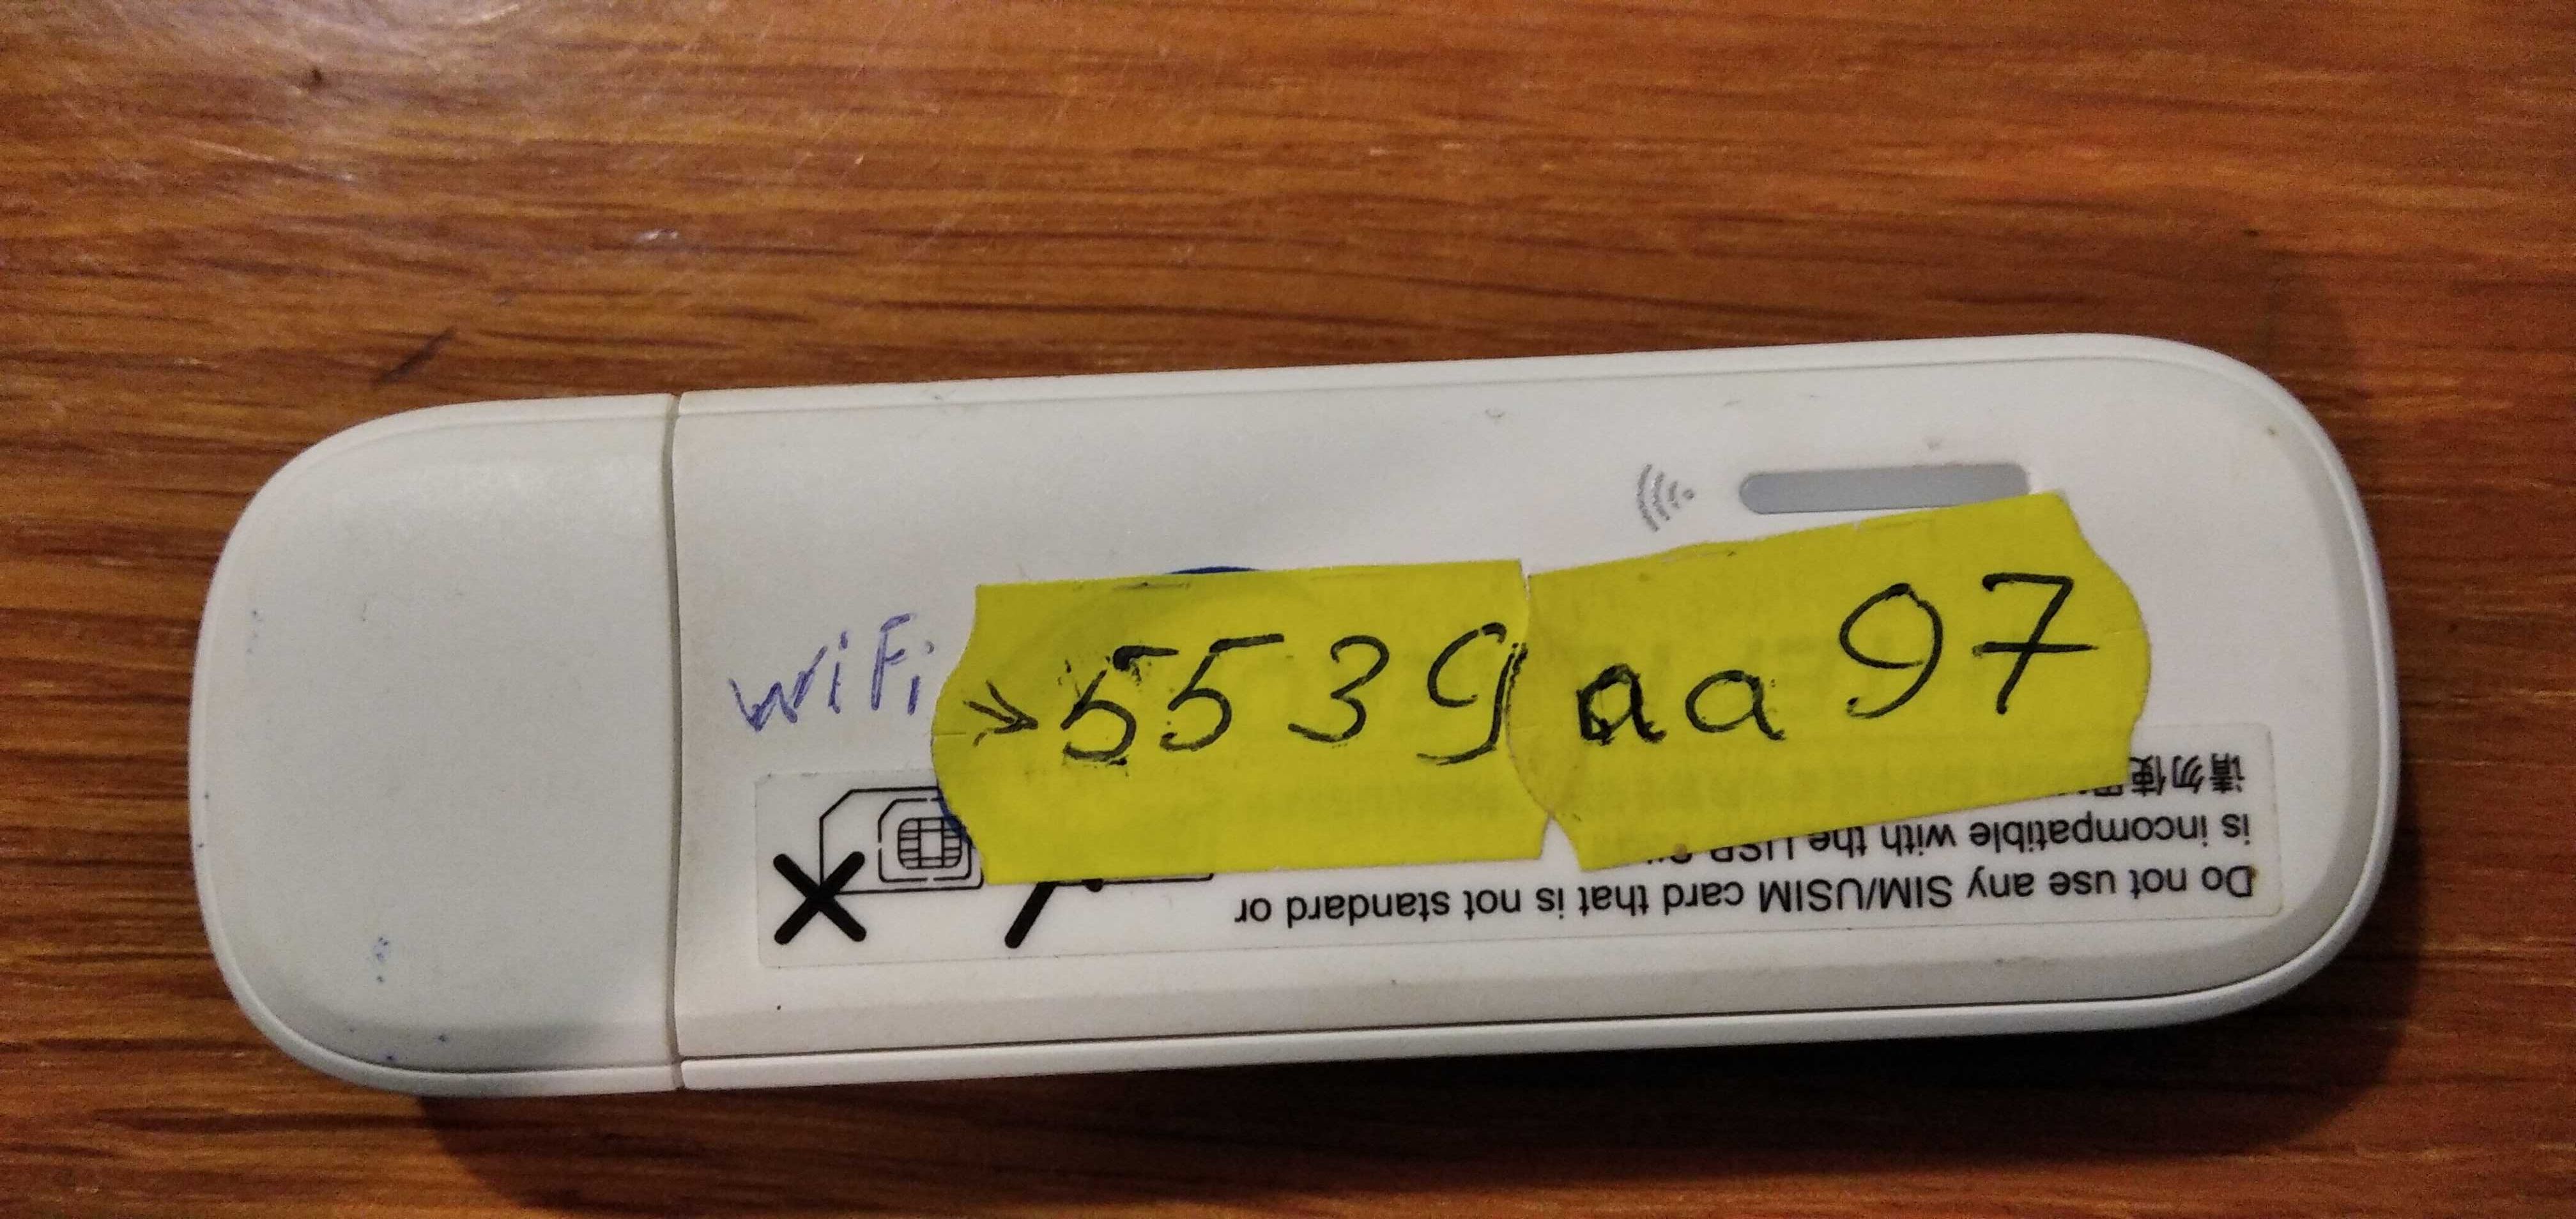 WiFi → 5539aa97
Do not use any SIM/USIM card that is not standard or
is incompatible with the USB
请勿使用